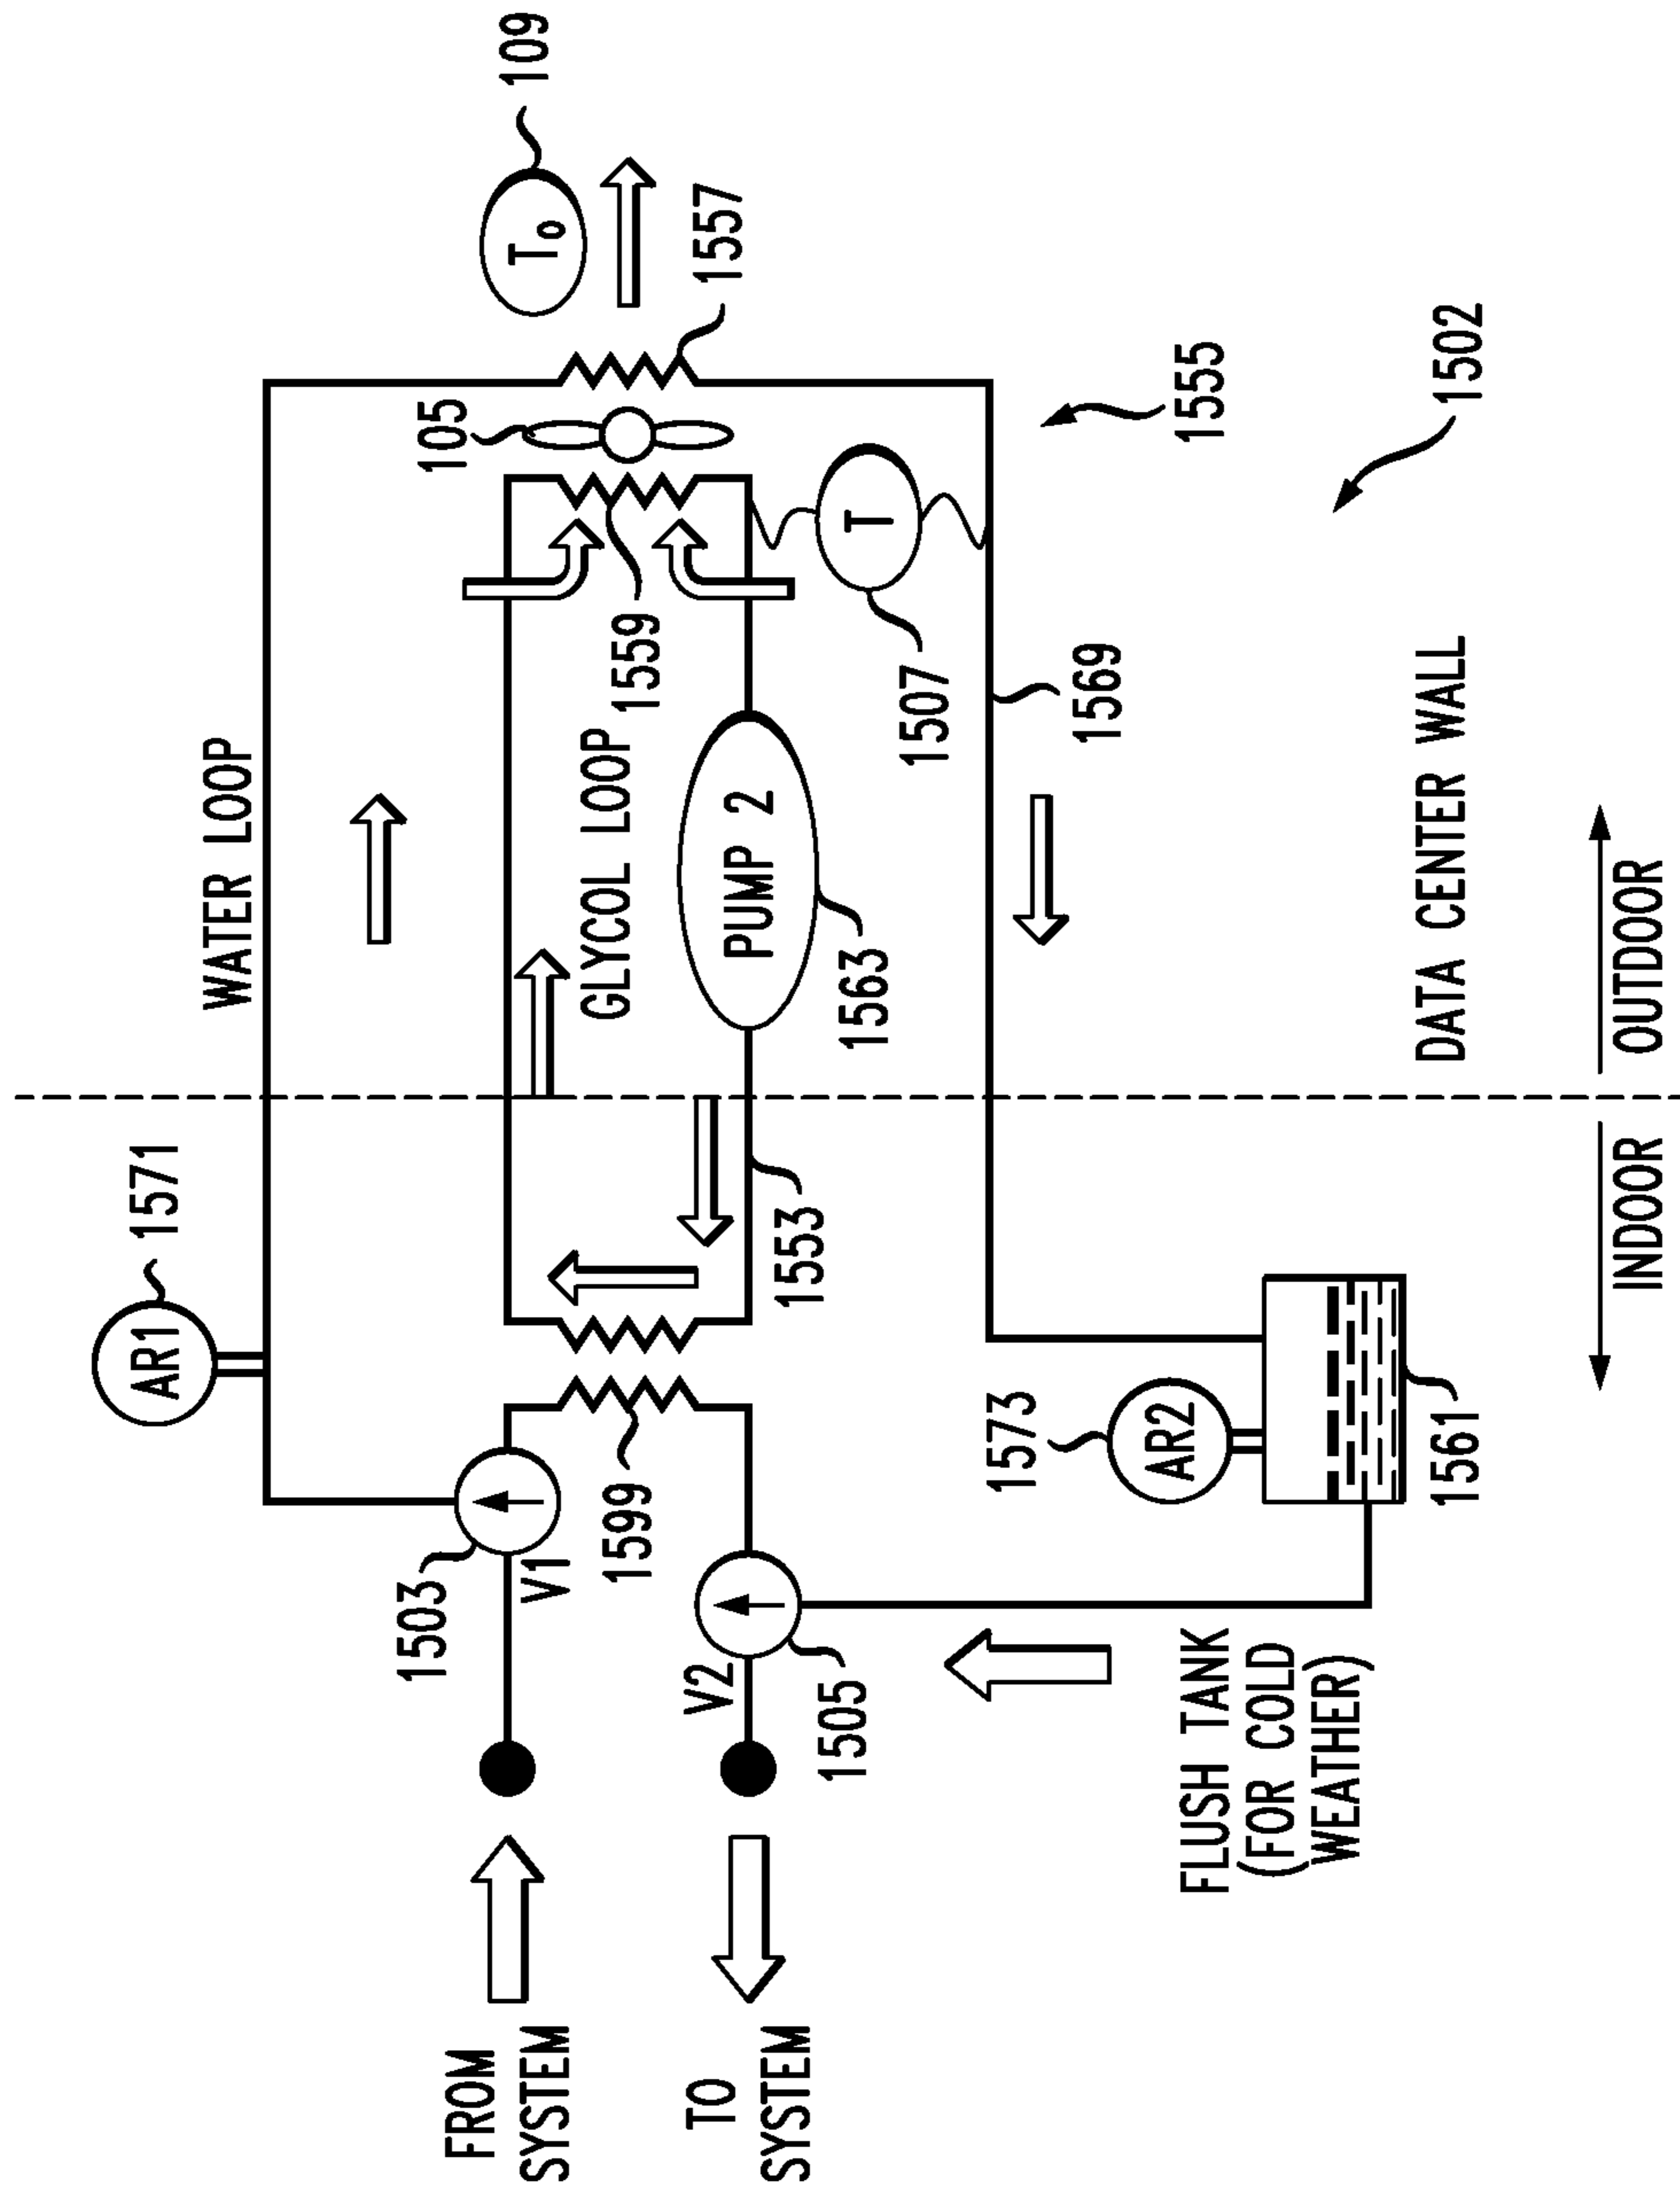 109
T0
1557
105
1555
1502
WATER LOOP
1559
T
1507
GLYCOL LOOP
PUMP 2
1563
1569
DATA CENTER WALL
OUTDOOR
INDOOR
AR1
1571
1553
1599
1503
V1
V2
1505
AR2
1573
1561
FLUSH TANK
(FOR COLD
WEATHER)
FROM
SYSTEM
TO
SYSTEM